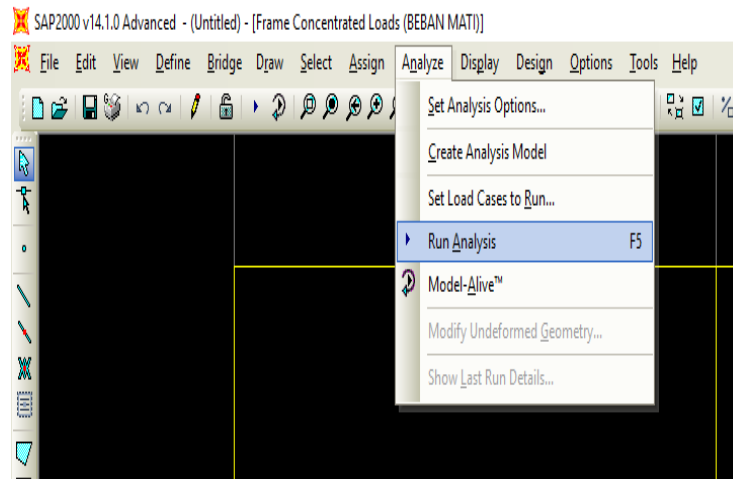 SAP2000 v14.1.0 Advanced - (Untitled) - [Frame Concentrated Loads (BEBAN MATI)]
File Edit View Define Bridge Draw Select Assign Analyze Display Design Options Tools Help
Set Analysis Options...
Create Analysis Model
Set Load Cases to Run...
Run Analysis F5
Model-Alive™
Modify Undeformed Geometry...
Show Last Run Details...